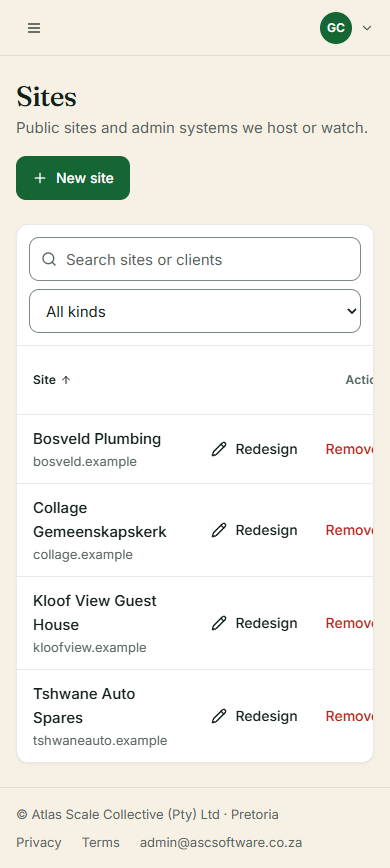 GC
Sites
Public sites and admin systems we host or watch.
New site
Search sites or clients
All kinds
Site ↑
Bosveld Plumbing
bosveld.example
Redesign
Remove
Collage
Gemeenskapskerk
collage.example
Redesign
Remove
Kloof View Guest
House
kloofview.example
Redesign
Remove
Tshwane Auto
Spares
tshwaneauto.example
Redesign
Remove
© Atlas Scale Collective (Pty) Ltd · Pretoria
Privacy Terms admin@ascsoftware.co.za